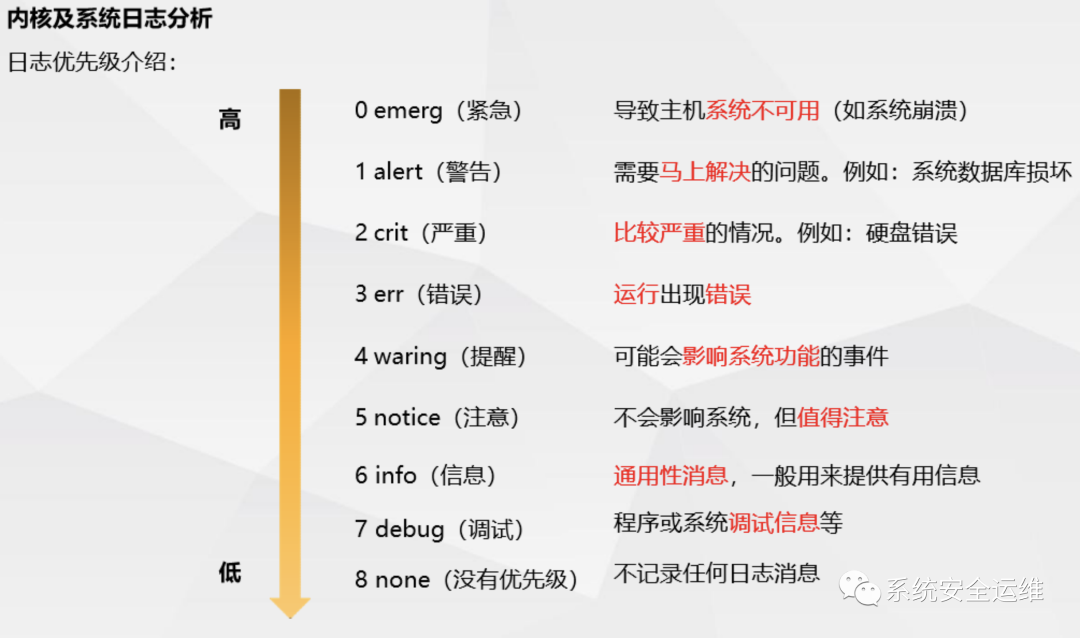 内核及系统日志分析
日志优先级介绍：
高
0 emerg（紧急） 导致主机系统不可用（如系统崩溃）
1 alert（警告） 需要马上解决的问题。例如：系统数据库损坏
2 crit（严重） 比较严重的情况。例如：硬盘错误
3 err（错误） 运行出现错误
4 waring（提醒） 可能会影响系统功能的事件
5 notice（注意） 不会影响系统，但值得注意
6 info（信息） 通用性消息，一般用来提供有用信息
7 debug（调试） 程序或系统调试信息等
低
8 none（没有优先级） 不记录任何日志消息
系统安全运维